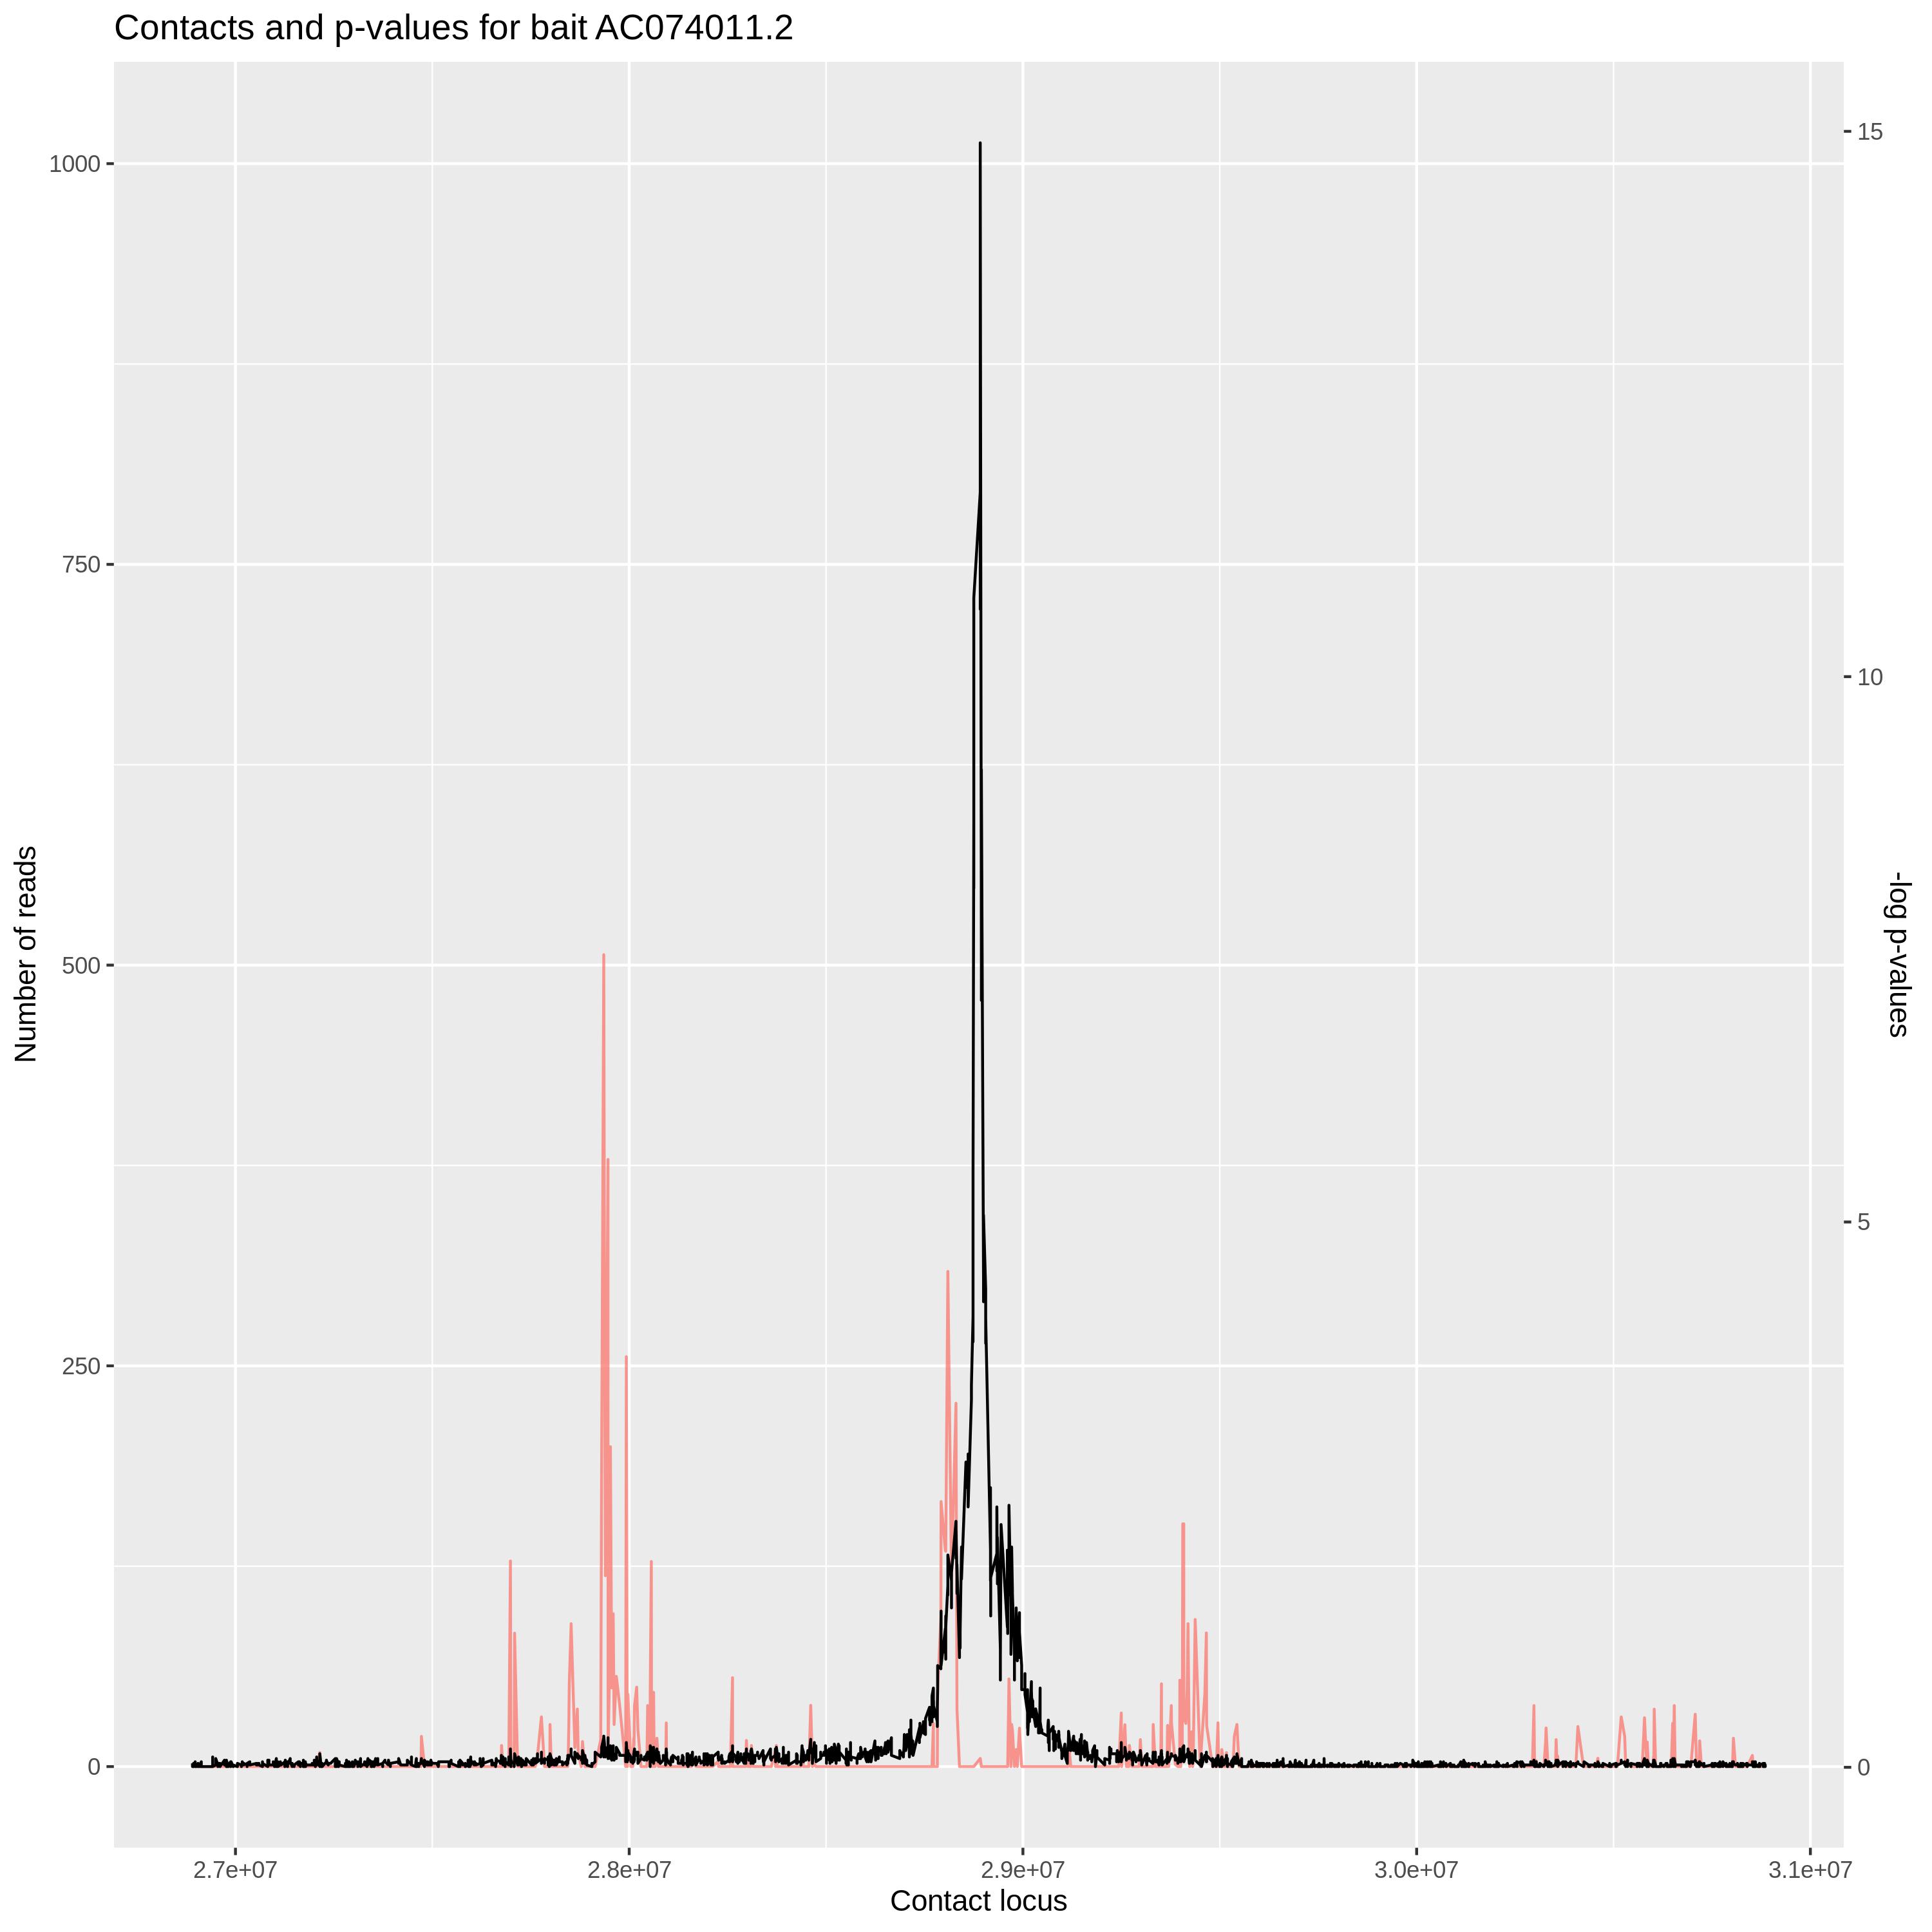 Contacts and p-values for bait AC074011.2
1000
750
500
250
0
Number of reads
15
10
5
0
-log p-values
2.7e+07
2.8e+07
2.9e+07
3.0e+07
3.1e+07
Contact locus